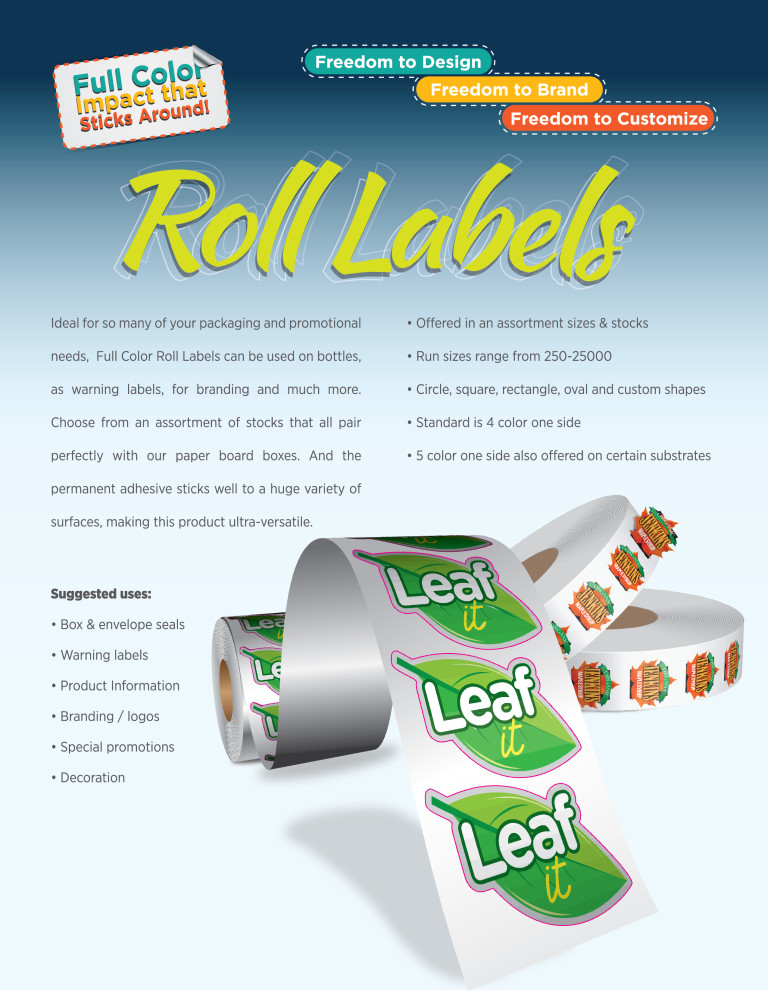 Full Color
Impact that
Sticks Around!
Freedom to Design
Freedom to Brand
Freedom to Customize
Roll Labels
Ideal for so many of your packaging and promotional
needs, Full Color Roll Labels can be used on bottles,
as warning labels, for branding and much more.
Choose from an assortment of stocks that all pair
perfectly with our paper board boxes. And the
permanent adhesive sticks well to a huge variety of
surfaces, making this product ultra-versatile.
• Offered in an assortment sizes & stocks
• Run sizes range from 250-25000
• Circle, square, rectangle, oval and custom shapes
• Standard is 4 color one side
• 5 color one side also offered on certain substrates
Suggested uses:
• Box & envelope seals
• Warning labels
• Product Information
• Branding / logos
• Special promotions
• Decoration
it
Leaf
it
Leaf
it
Leaf
it